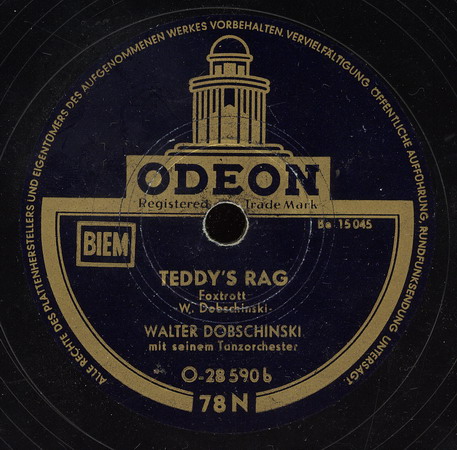 ALLE RECHTE DES PLATTENHERSTELLERS UND EIGENTÜMERS DES AUFGENOMMENEN WERKES VORBEHALTEN. VERVIELFÄLTIGUNG, ÖFFENTLICHE AUFFÜHRUNG, RUNDFUNKSENDUNG UNTERSAGT.
ODEON
Registered Trade Mark
Be 15045
BIEM
TEDDY'S RAG
Foxtrott
W. Dobschinski
WALTER DOBSCHINSKI
mit seinem Tanzorchester
O-28590b
78 N